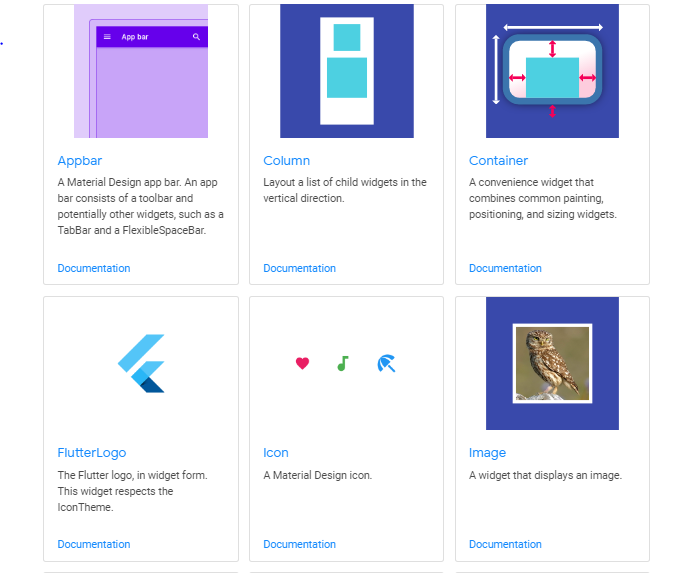 App bar
Appbar
A Material Design app bar. An app
bar consists of a toolbar and
potentially other widgets, such as a
TabBar and a FlexibleSpaceBar.
Documentation
Column
Layout a list of child widgets in the
vertical direction.
Documentation
Container
A convenience widget that
combines common painting,
positioning, and sizing widgets.
Documentation
FlutterLogo
The Flutter logo, in widget form.
This widget respects the
IconTheme.
Documentation
Icon
A Material Design icon.
Documentation
Image
A widget that displays an image.
Documentation